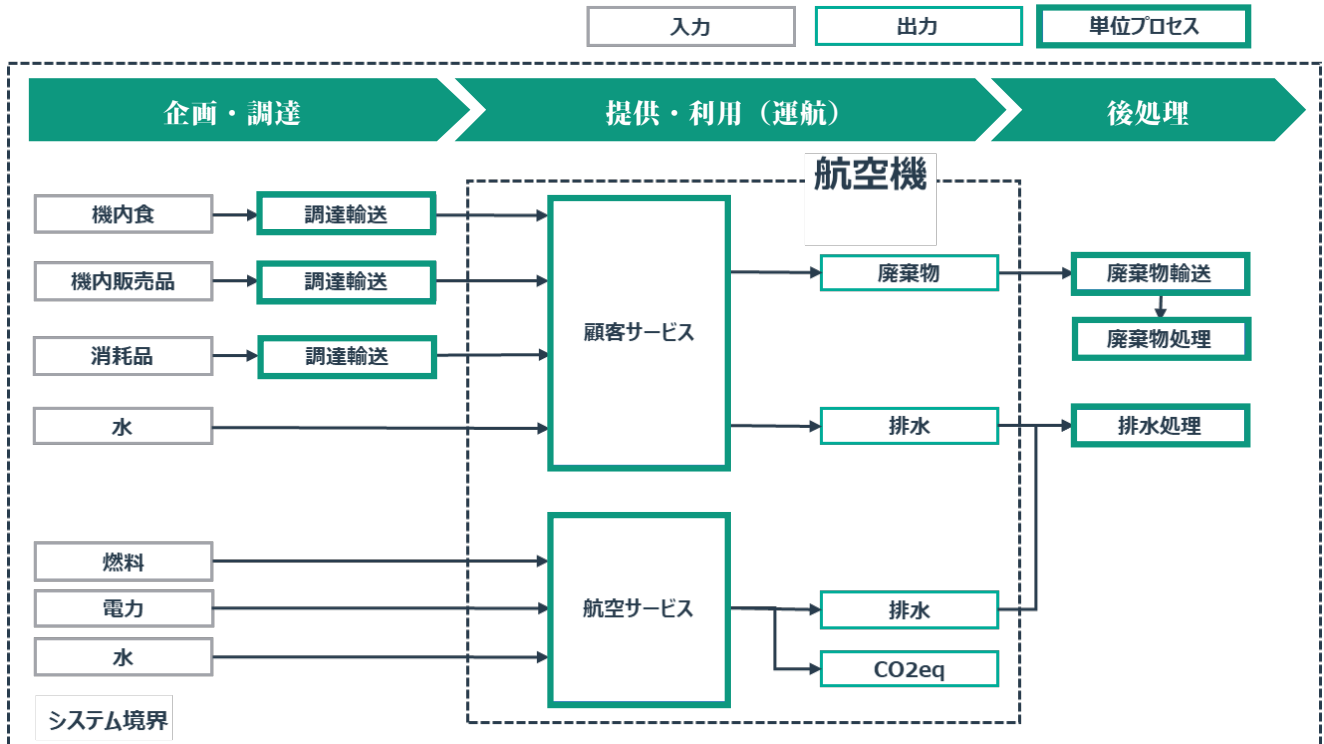 入力
出力
単位プロセス
企画・調達
提供・利用（運航）
後処理
航空機
機内食
調達輸送
機内販売品
調達輸送
消耗品
調達輸送
水
顧客サービス
廃棄物
廃棄物輸送
廃棄物処理
排水
排水処理
燃料
電力
水
航空サービス
排水
CO2eq
システム境界